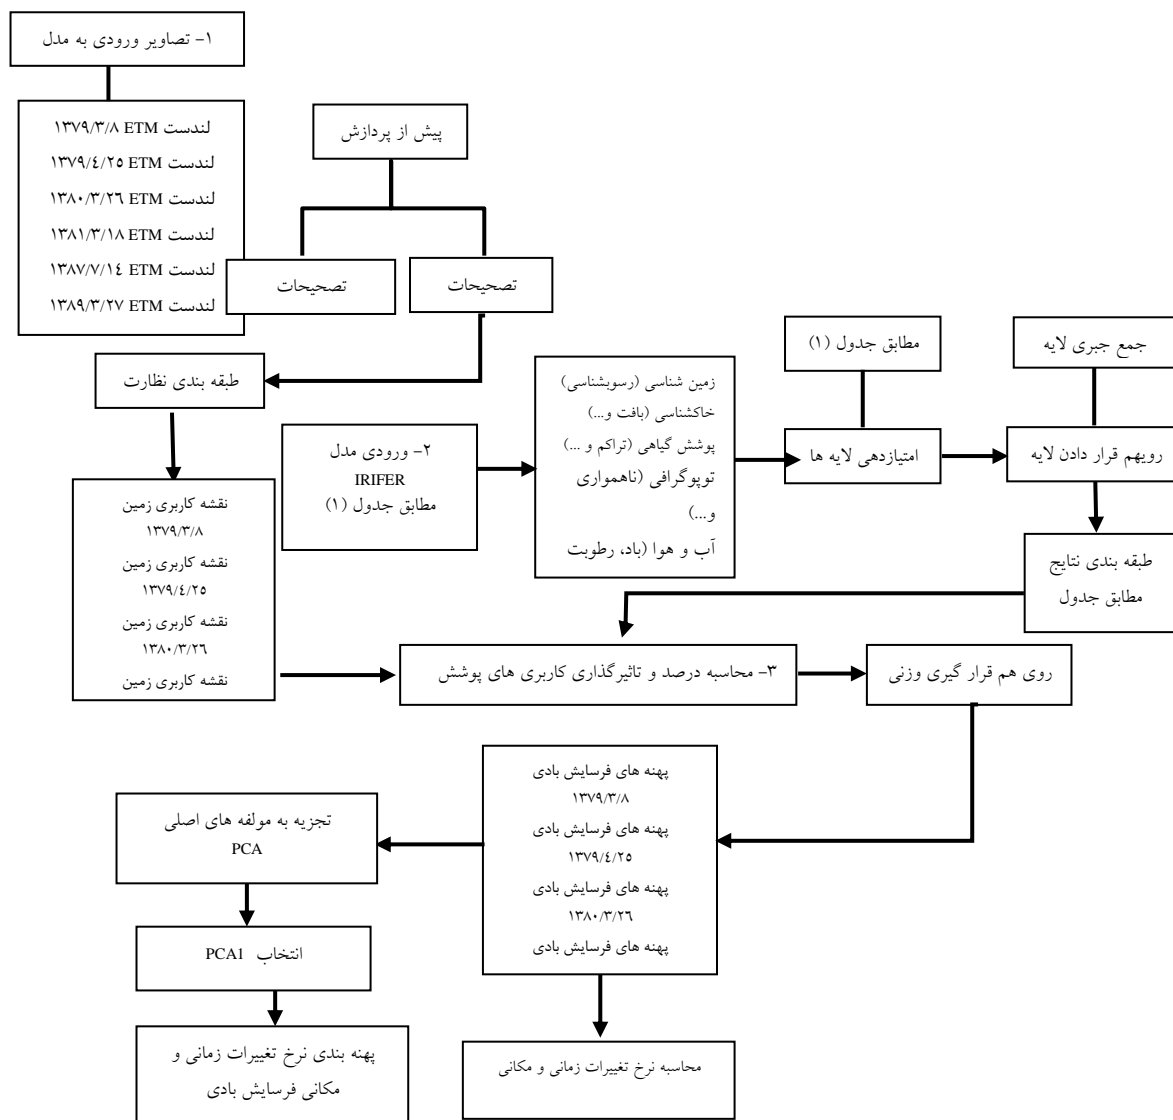 ۱- تصاویر ورودی به مدل
لندست ETM ۱۳۷۹/۳/۸
لندست ETM ۱۳۷۹/٤/۲٥
لندست ETM ۱۳۸۰/۳/۲٦
لندست ETM ۱۳۸۱/۳/۱۸
لندست ETM ۱۳۸۷/۷/۱٤
لندست ETM ۱۳۸۹/۳/۲۷
پیش از پردازش
تصحیحات
تصحیحات
طبقه بندی نظارت
نقشه کاربری زمین
۱۳۷۹/۳/۸
نقشه کاربری زمین
۱۳۷۹/٤/۲٥
نقشه کاربری زمین
۱۳۸۰/۳/۲٦
نقشه کاربری زمین
۲- ورودی مدل
IRIFER
مطابق جدول (۱)
زمین شناسی (رسوبشناسی)
خاکشناسی (بافت و...)
پوشش گیاهی (تراکم و ...)
توپوگرافی (ناهمواری
و...)
آب و هوا (باد، رطوبت
مطابق جدول (۱)
امتیازدهی لایه ها
جمع جبری لایه
رویهم قرار دادن لایه
طبقه بندی نتایج
مطابق جدول
۳- محاسبه درصد و تاثیرگذاری کاربری های پوشش
روی هم قرار گیری وزنی
پهنه های فرسایش بادی
۱۳۷۹/۳/۸
پهنه های فرسایش بادی
۱۳۷۹/٤/۲٥
پهنه های فرسایش بادی
۱۳۸۰/۳/۲٦
پهنه های فرسایش بادی
تجزیه به مولفه های اصلی
PCA
انتخاب PCA1
پهنه بندی نرخ تغییرات زمانی و
مکانی فرسایش بادی
محاسبه نرخ تغییرات زمانی و مکانی